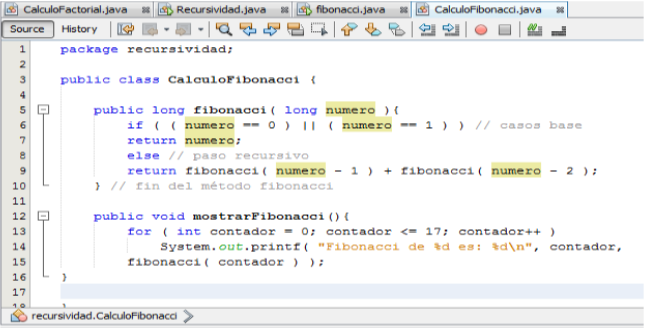 CalculoFactorial.java Recursividad.java fibonacci.java CalculoFibonacci.java
Source History
1 package recursividad;
2
3 public class CalculoFibonacci {
4
5 public long fibonacci( long numero ){
6 if ( ( numero == 0 ) || ( numero == 1 ) ) // casos base
7 return numero;
8 else // paso recursivo
9 return fibonacci( numero - 1 ) + fibonacci( numero - 2 );
10 } // fin del método fibonacci
11
12 public void mostrarFibonacci(){
13 for ( int contador = 0; contador <= 17; contador++ )
14 System.out.printf( "Fibonacci de %d es: %d\n", contador,
15 fibonacci( contador ) );
16 }
17
18 }
recursividad.CalculoFibonacci